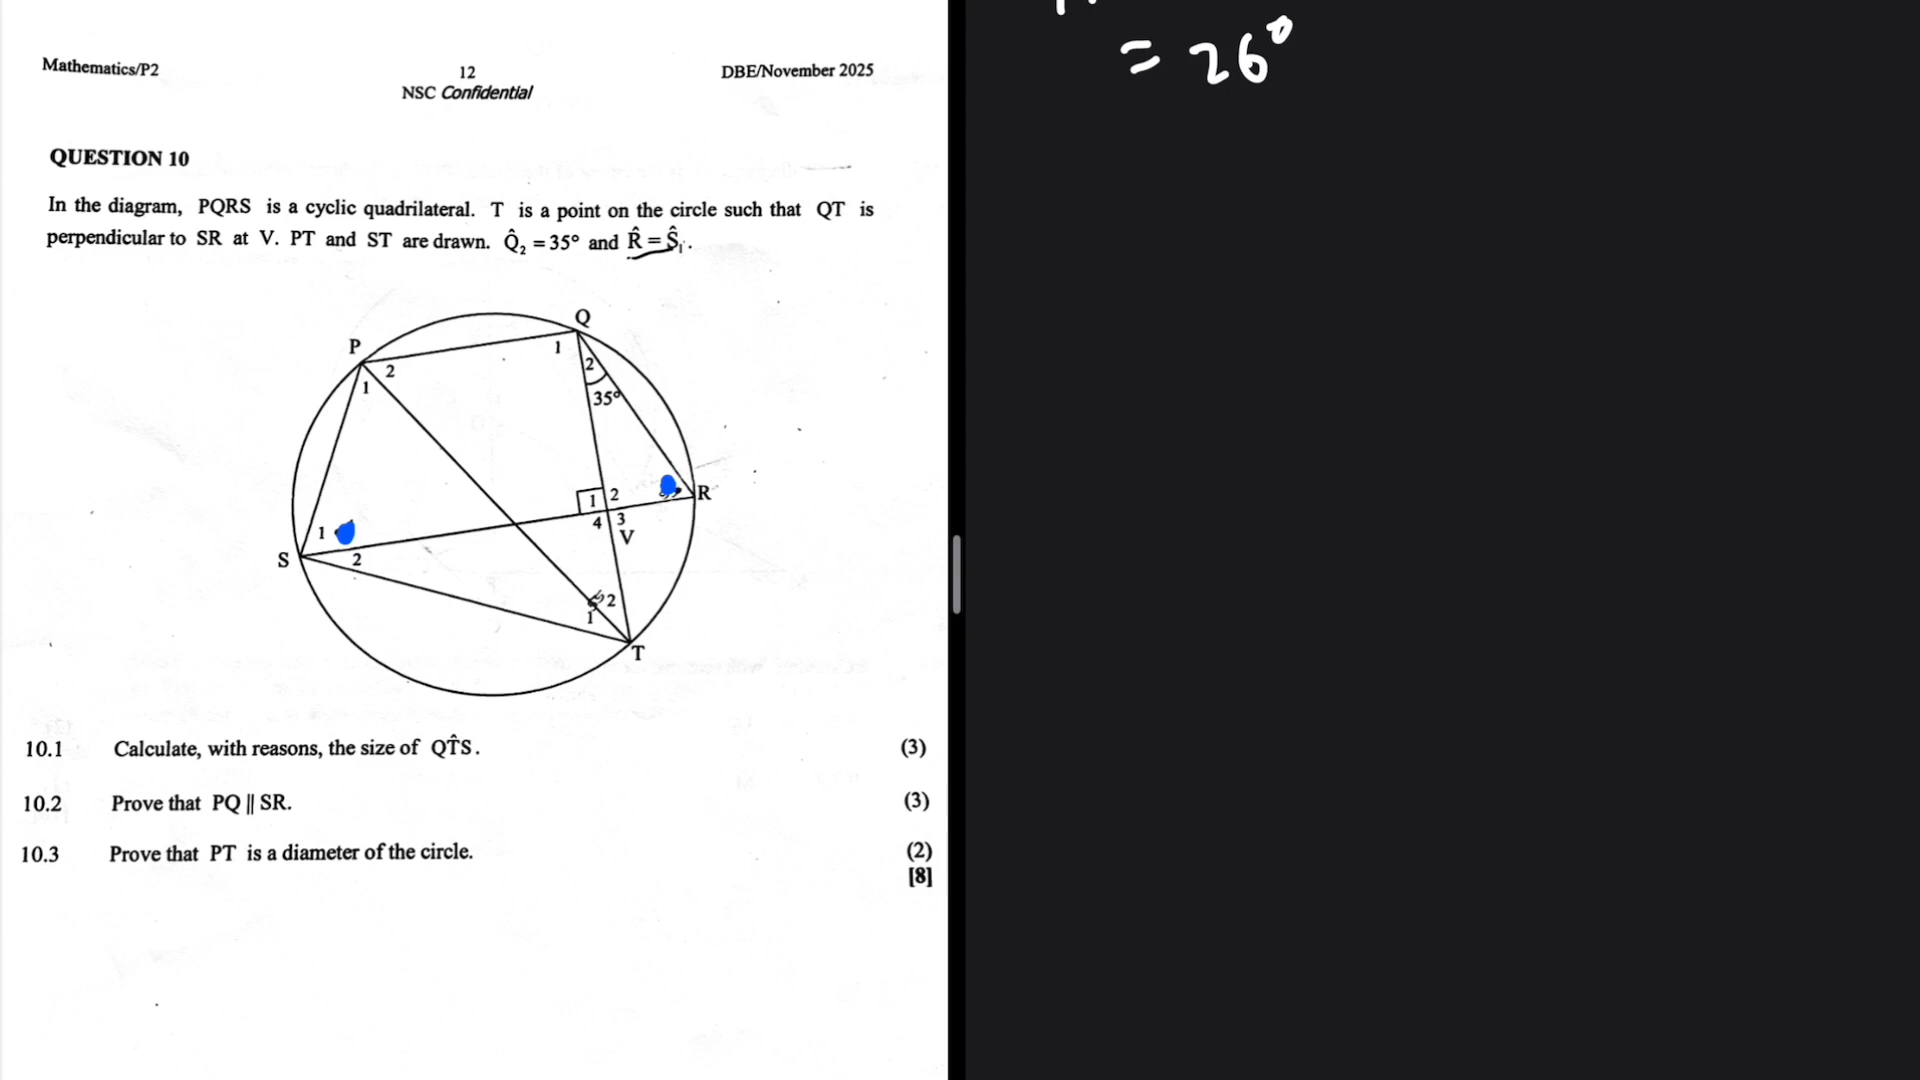 Mathematics/P2
12
DBE/November 2025
NSC Confidential
QUESTION 10
In the diagram, PQRS is a cyclic quadrilateral. T is a point on the circle such that QT is
perpendicular to SR at V. PT and ST are drawn. Q̂₂ = 35° and R̂ = Ŝ₁.
Q
P
1
2
2
1
35°
1 2
R
1
4 3
V
S
2
2
1
T
10.1 Calculate, with reasons, the size of QT̂S. (3)
10.2 Prove that PQ || SR. (3)
10.3 Prove that PT is a diameter of the circle. (2)
[8]
= 26°